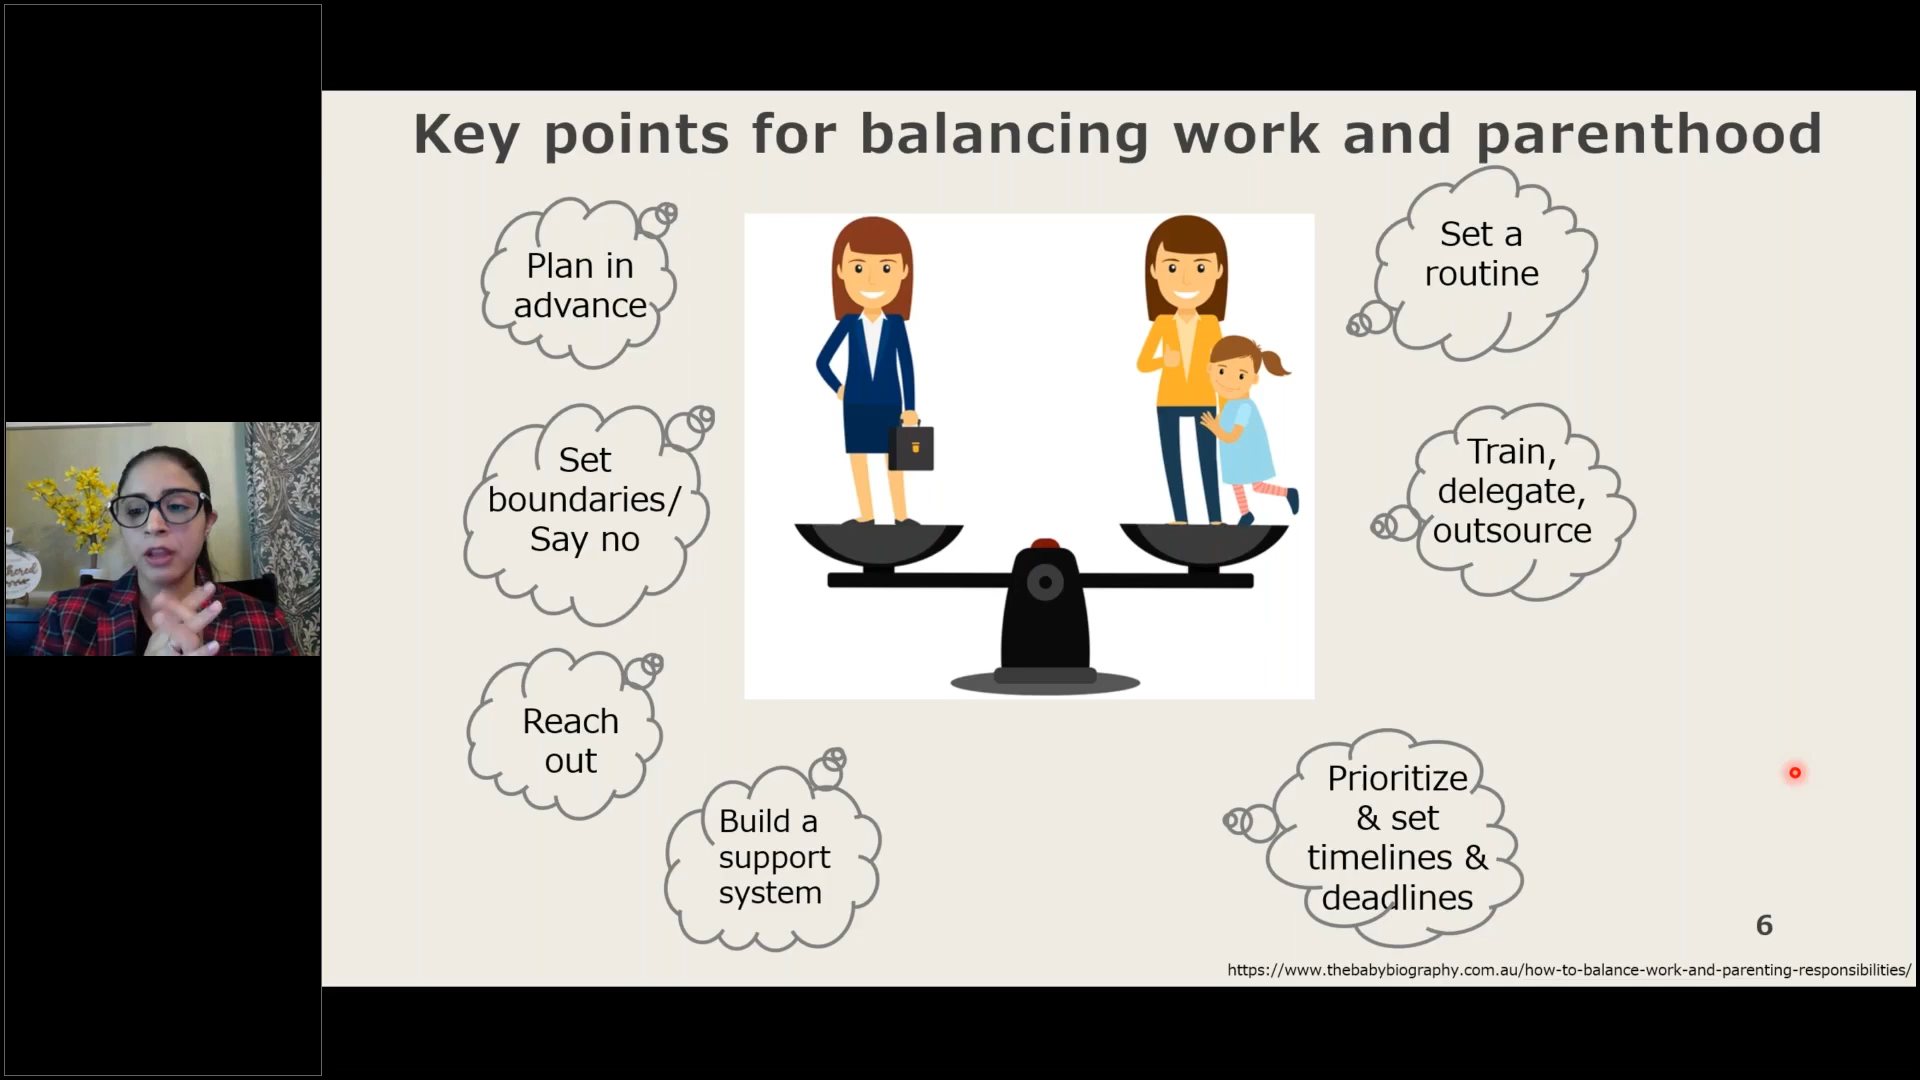 Key points for balancing work and parenthood
Plan in
advance
Set a
routine
Set
boundaries/
Say no
Train,
delegate,
outsource
Reach
out
Build a
support
system
Prioritize
& set
timelines &
deadlines
6
https://www.thebabybiography.com.au/how-to-balance-work-and-parenting-responsibilities/